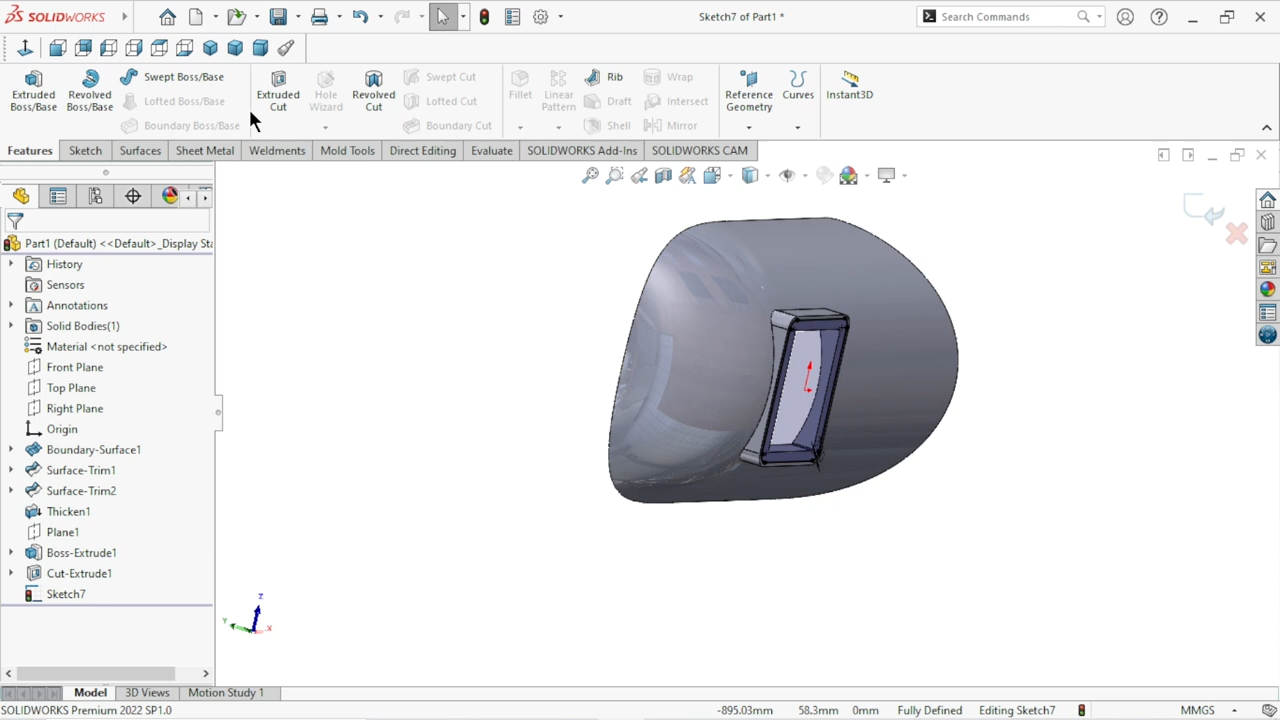 SOLIDWORKS
Sketch7 of Part1 *
Search Commands
Extruded Boss/Base
Revolved Boss/Base
Swept Boss/Base
Lofted Boss/Base
Boundary Boss/Base
Extruded Cut
Hole Wizard
Revolved Cut
Swept Cut
Lofted Cut
Boundary Cut
Fillet
Linear Pattern
Rib
Draft
Shell
Wrap
Intersect
Mirror
Reference Geometry
Curves
Instant3D
Features Sketch Surfaces Sheet Metal Weldments Mold Tools Direct Editing Evaluate SOLIDWORKS Add-Ins SOLIDWORKS CAM
Part1 (Default) <<Default>_Display Sta
History
Sensors
Annotations
Solid Bodies(1)
Material <not specified>
Front Plane
Top Plane
Right Plane
Origin
Boundary-Surface1
Surface-Trim1
Surface-Trim2
Thicken1
Plane1
Boss-Extrude1
Cut-Extrude1
Sketch7
Z
Y
X
Model 3D Views Motion Study 1
SOLIDWORKS Premium 2022 SP1.0 -895.03mm 58.3mm 0mm Fully Defined Editing Sketch7 MMGS